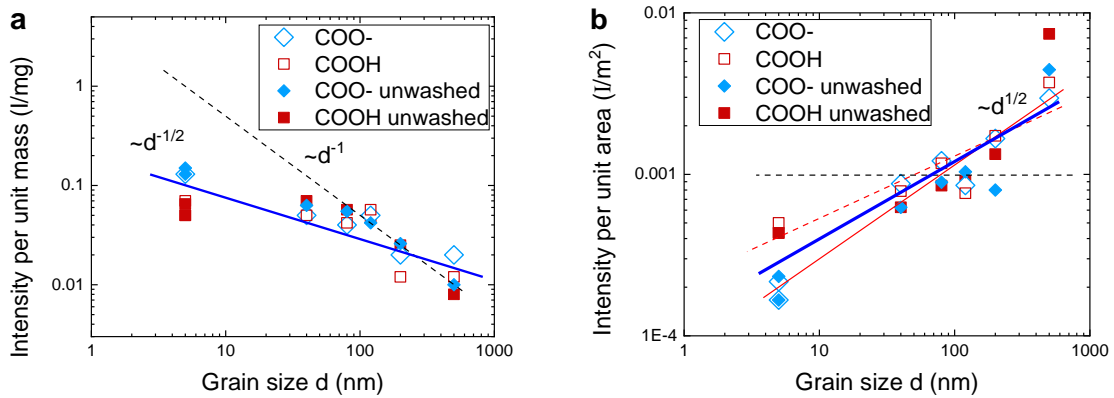 a
COO-
COOH
COO- unwashed
COOH unwashed
~d-1/2
~d-1
1
0.1
0.01
1
10
100
1000
Grain size d (nm)
Intensity per unit mass (I/mg)
b
COO-
COOH
COO- unwashed
COOH unwashed
~d1/2
0.01
0.001
1E-4
1
10
100
1000
Grain size d (nm)
Intensity per unit area (I/m2)